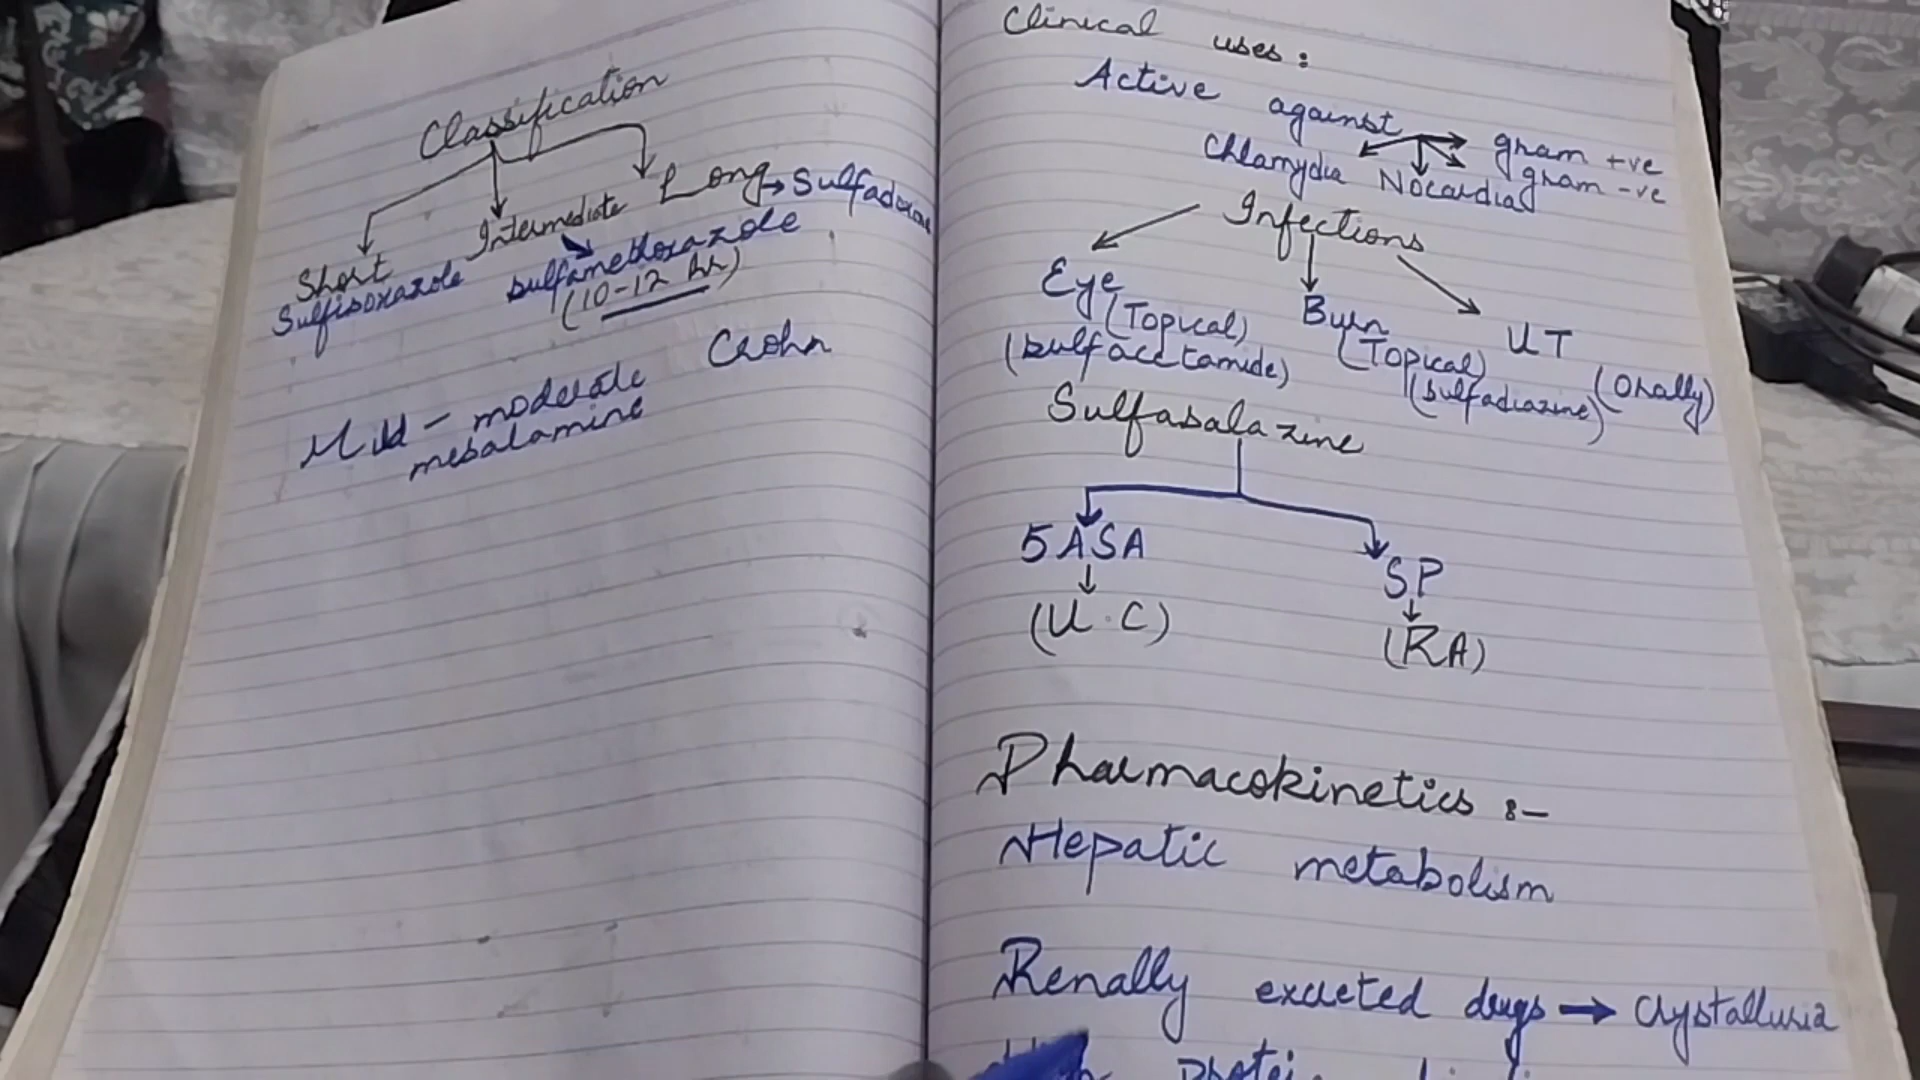 Classification
Short
Intermediate
Long → Sulfadoxine
Sulfisoxazole
sulfamethoxazole
(10-12 hr)
Crohn
Mild - moderate
mesalamine
Clinical uses:
Active against
gram +ve
gram -ve
Chlamydia
Nocardia
Infections
Eye
(Topical)
(sulfacetamide)
Burn
(Topical)
(sulfadiazine)
UT
(Orally)
Sulfasalazine
5ASA
SP
(U.C)
(RA)
Pharmacokinetics :-
Hepatic metabolism
Renally excreted drugs → Crystalluria